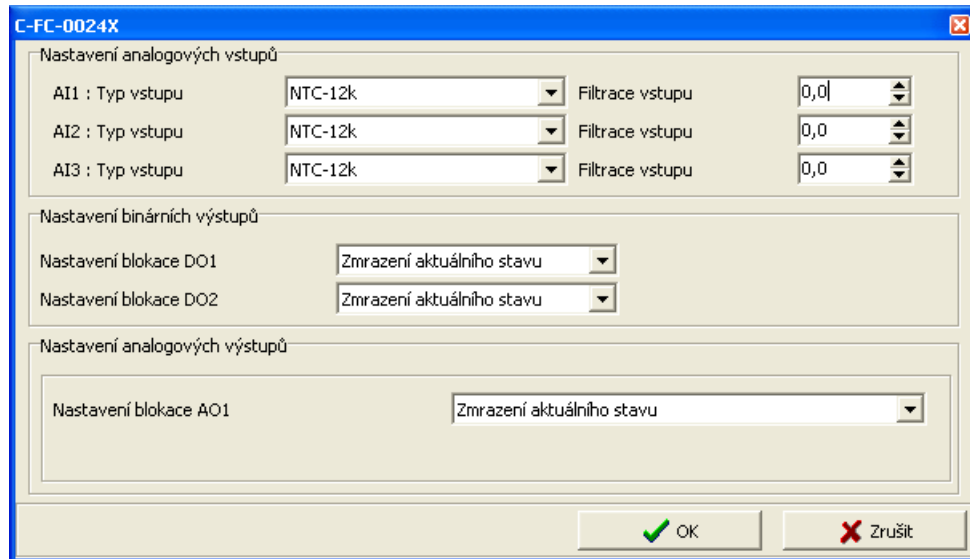 C-FC-0024X
Nastavení analogových vstupů
AI1 : Typ vstupu NTC-12k Filtrace vstupu 0,0
AI2 : Typ vstupu NTC-12k Filtrace vstupu 0,0
AI3 : Typ vstupu NTC-12k Filtrace vstupu 0,0
Nastavení binárních výstupů
Nastavení blokace DO1 Zmrazení aktuálního stavu
Nastavení blokace DO2 Zmrazení aktuálního stavu
Nastavení analogových výstupů
Nastavení blokace AO1 Zmrazení aktuálního stavu
OK Zrušit